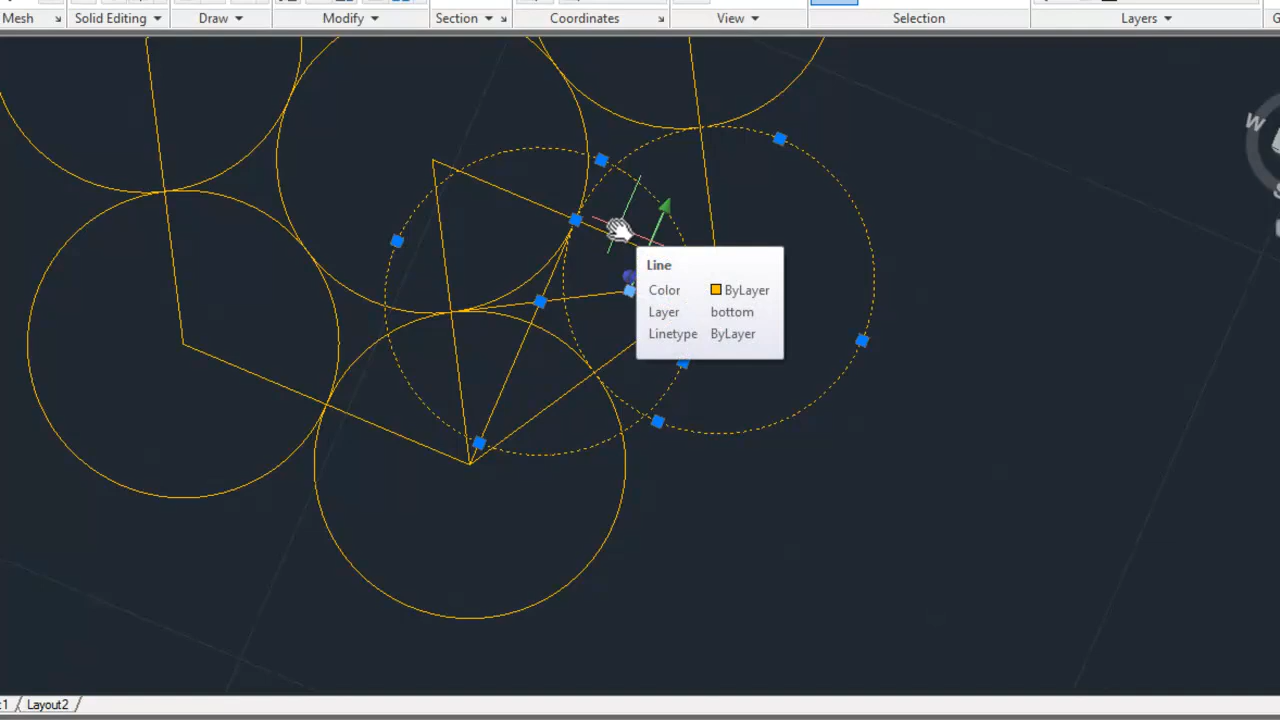 Mesh Solid Editing Draw Modify Section Coordinates View Selection Layers
W
Line
Color ByLayer
Layer bottom
Linetype ByLayer
Layout2